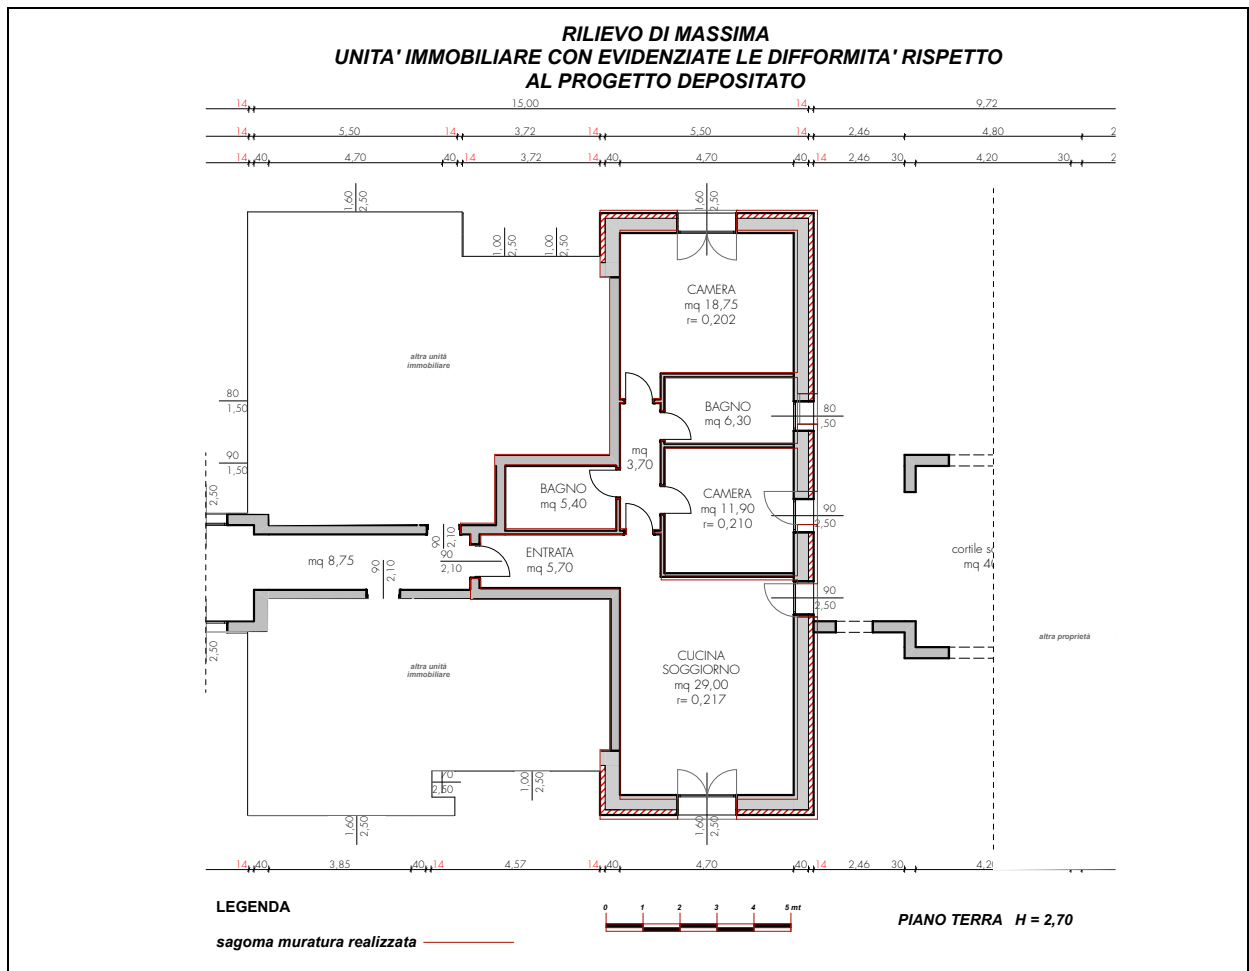 RILIEVO DI MASSIMA
UNITA' IMMOBILIARE CON EVIDENZIATE LE DIFFORMITA' RISPETTO
AL PROGETTO DEPOSITATO
14 15,00 14 9,72
14 5,50 14 3,72 14 5,50 14 2,46 4,80 2
14 40 4,70 40 14 3,72 14 40 4,70 40 14 2,46 30 4,20 30 2
1,60
2,50
1,00
2,50
1,00
2,50
1,60
2,50
CAMERA
mq 18,75
r= 0,202
altra unità
immobiliare
80
1,50
BAGNO
mq 6,30
80
1,50
90
1,50
mq
3,70
2,50
BAGNO
mq 5,40
CAMERA
mq 11,90
r= 0,210
90
2,50
90
2,10
90
2,10
ENTRATA
mq 5,70
mq 8,75
90
2,10
cortile
mq
90
2,50
2,50
altra proprietà
altra unità
immobiliare
CUCINA
SOGGIORNO
mq 29,00
r= 0,217
70
2,50
1,00
2,50
1,60
2,50
1,60
2,50
14 40 3,85 40 14 4,57 14 40 4,70 40 14 2,46 30 4,2
LEGENDA
0 1 2 3 4 5 mt
PIANO TERRA H = 2,70
sagoma muratura realizzata